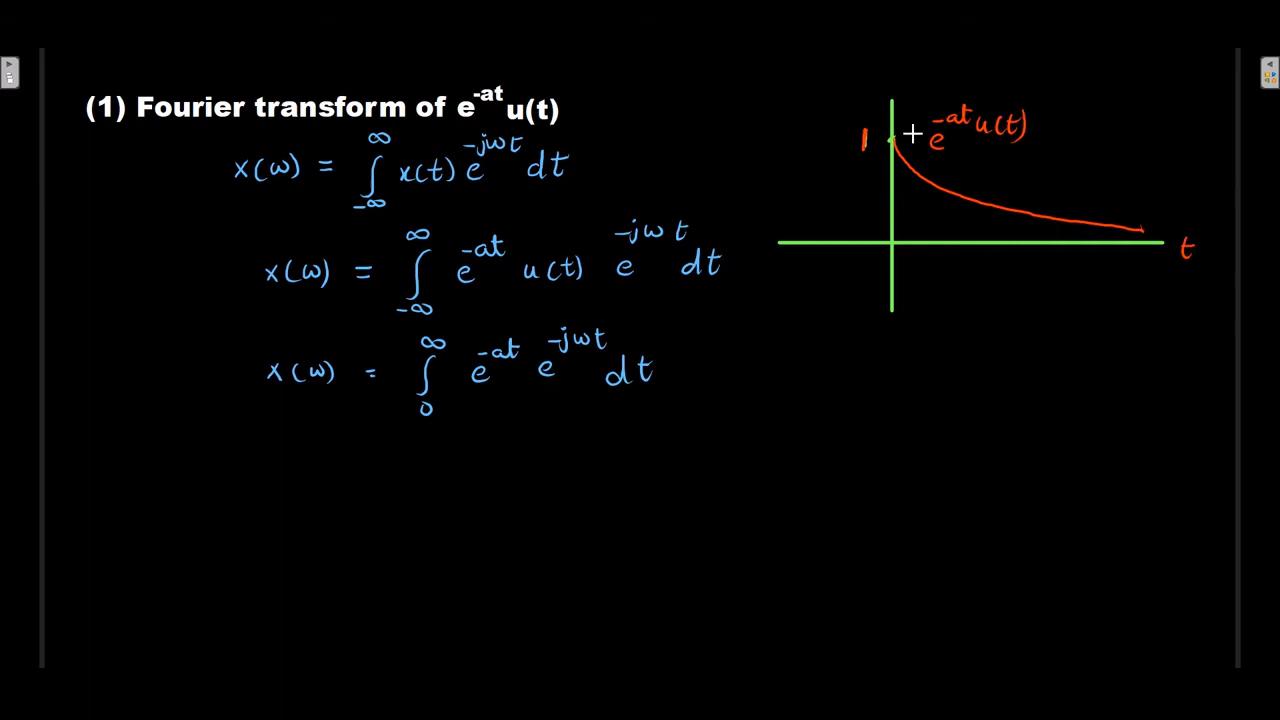 (1) Fourier transform of e^-at u(t)
x(ω) = ∫_-∞^∞ x(t) e^-jωt dt
x(ω) = ∫_-∞^∞ e^-at u(t) e^-jωt dt
x(ω) = ∫_0^∞ e^-at e^-jωt dt
1
e^-at u(t)
t